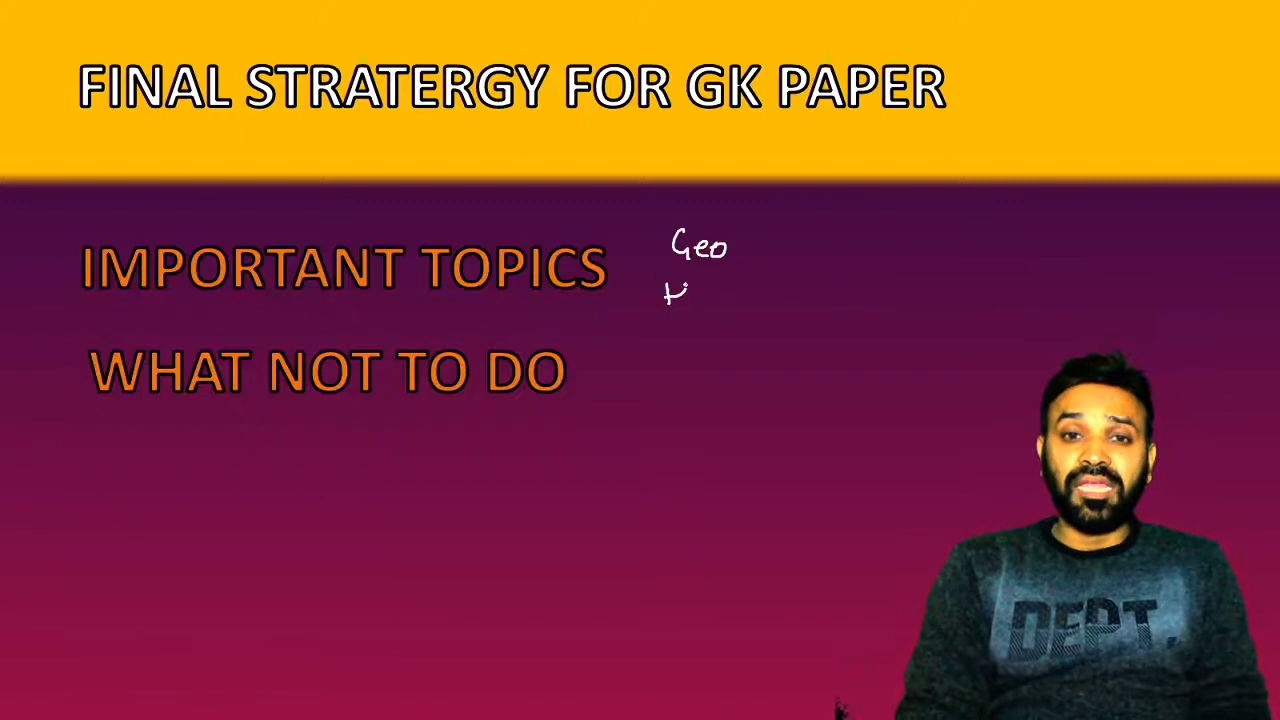 FINAL STRATERGY FOR GK PAPER
IMPORTANT TOPICS
Geo
WHAT NOT TO DO
DEPT.